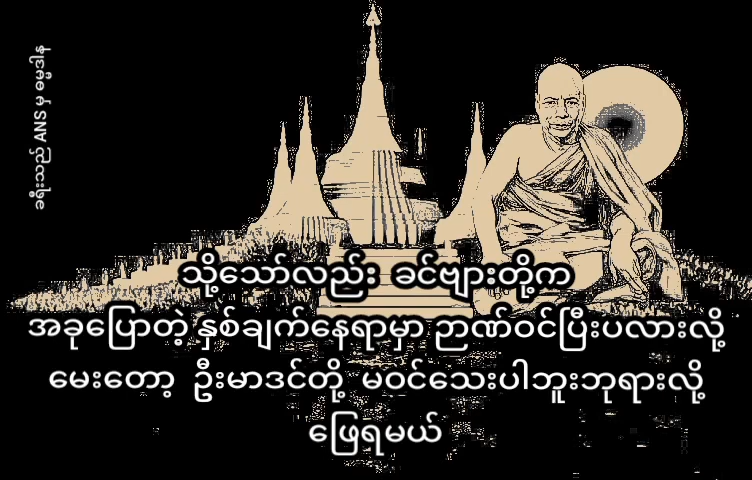 သို့သော်လည်း ခင်ဗျားတို့က
အခုပြောတဲ့ နှစ်ချက်နေရာမှာ ဉာဏ်ဝင်ပြီးပလားလို့
မေးတော့ ဦးမာဒင်တို့ မဝင်သေးပါဘူးဘုရားလို့
ဖြေရမယ်